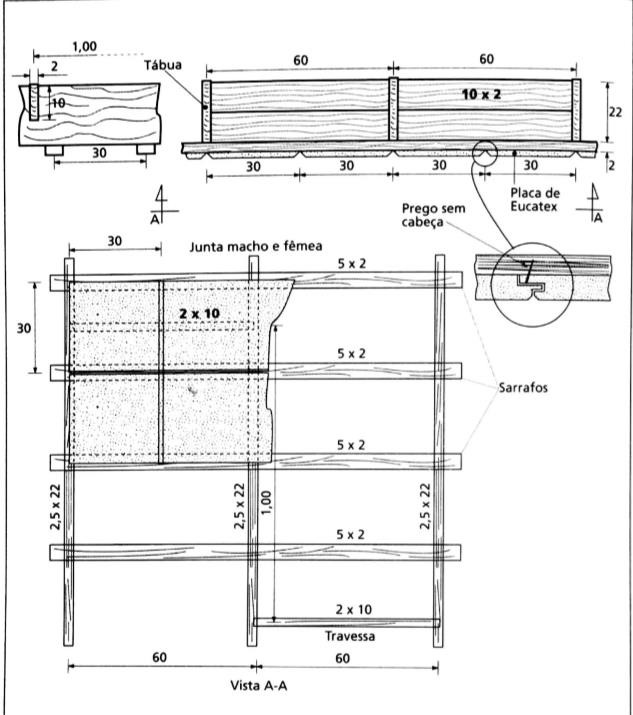 1,00
2
10
30
Tábua
60
60
10 x 2
22
30
30
30
30
2
Placa de
Eucatex
Prego sem
cabeça
A
A
30
Junta macho e fêmea
5 x 2
30
2 x 10
5 x 2
Sarrafos
5 x 2
2,5 x 22
2,5 x 22
1,00
2,5 x 22
5 x 2
2 x 10
Travessa
60
60
Vista A-A